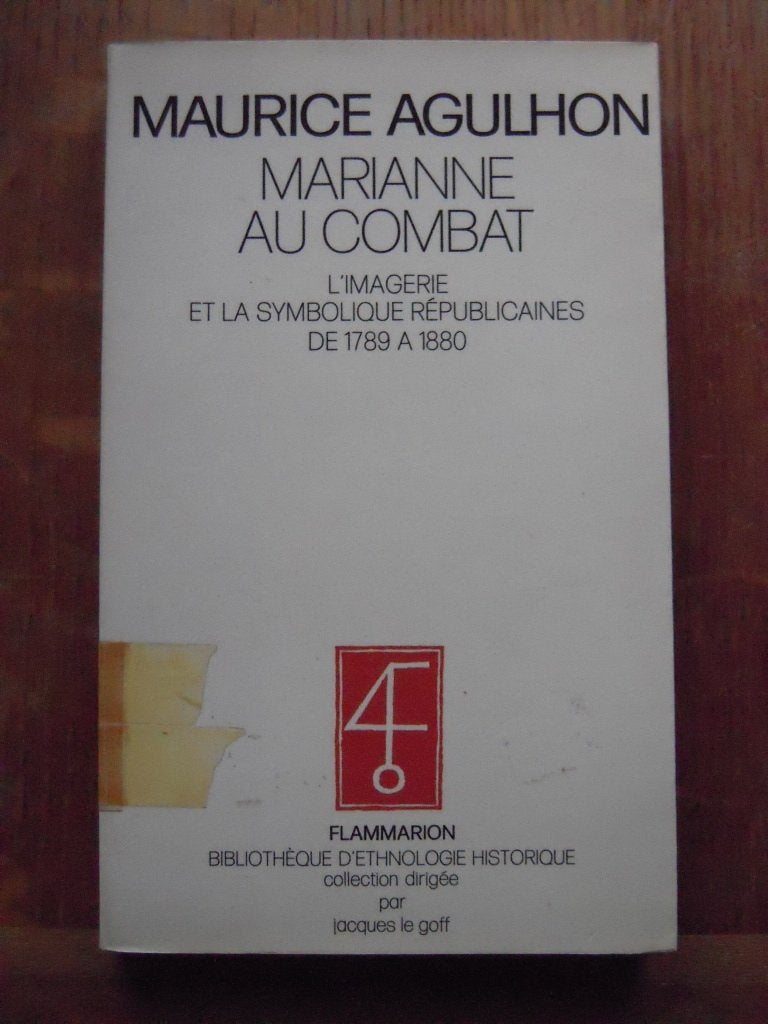 MAURICE AGULHON
MARIANNE
AU COMBAT
L'IMAGERIE
ET LA SYMBOLIQUE RÉPUBLICAINES
DE 1789 A 1880
FLAMMARION
BIBLIOTHÈQUE D'ETHNOLOGIE HISTORIQUE
collection dirigée
par
jacques le goff